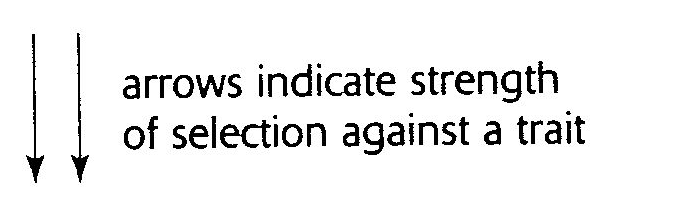 arrows indicate strength
of selection against a trait